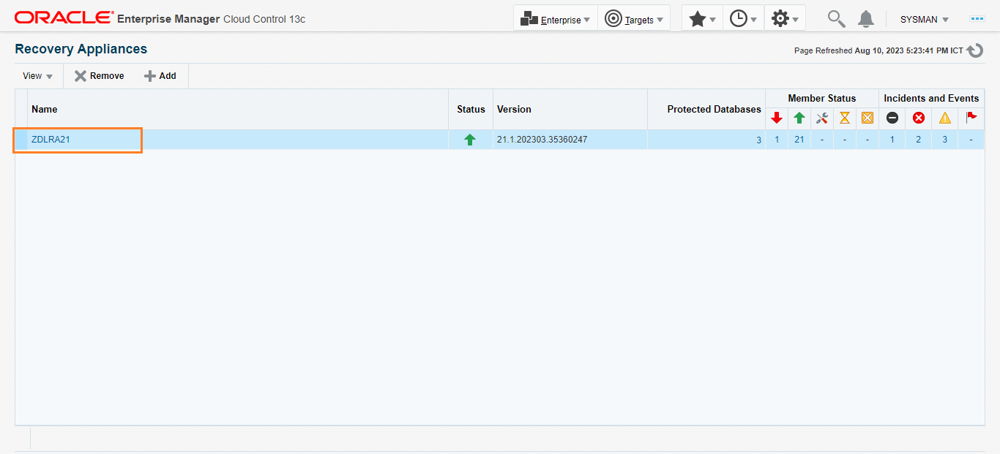 ORACLE® Enterprise Manager Cloud Control 13c
Enterprise Targets SYSMAN
Recovery Appliances
Page Refreshed Aug 10, 2023 5:23:41 PM ICT
View Remove Add
Name Status Version Protected Databases Member Status Incidents and Events
ZDLRA21 21.1.202303.35360247 3 1 21 - - - 1 2 3 -